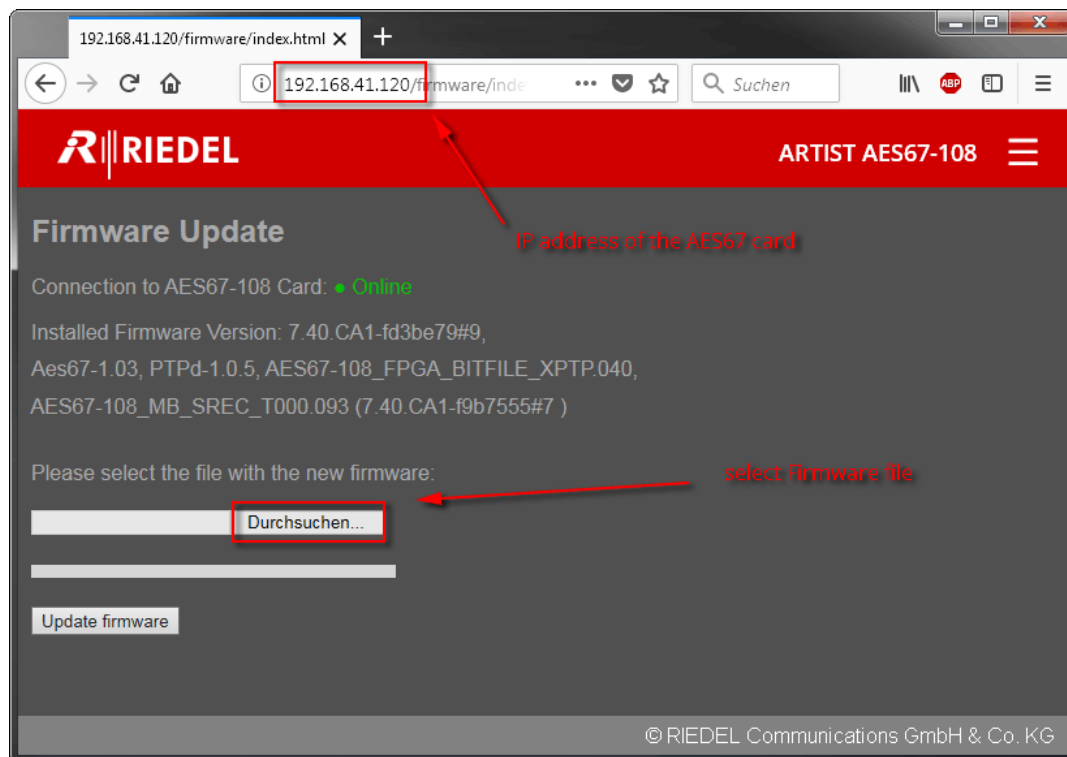 192.168.41.120/firmware/index.html
192.168.41.120/firmware/inde
Suchen
ABP
RIEDEL
ARTIST AES67-108
Firmware Update
IP address of the AES67 card
Connection to AES67-108 Card: ● Online
Installed Firmware Version: 7.40.CA1-fd3be79#9,
Aes67-1.03, PTPd-1.0.5, AES67-108_FPGA_BITFILE_XPTP.040,
AES67-108_MB_SREC_T000.093 (7.40.CA1-f9b7555#7 )
Please select the file with the new firmware:
select Firmware file
Durchsuchen...
Update firmware
© RIEDEL Communications GmbH & Co. KG